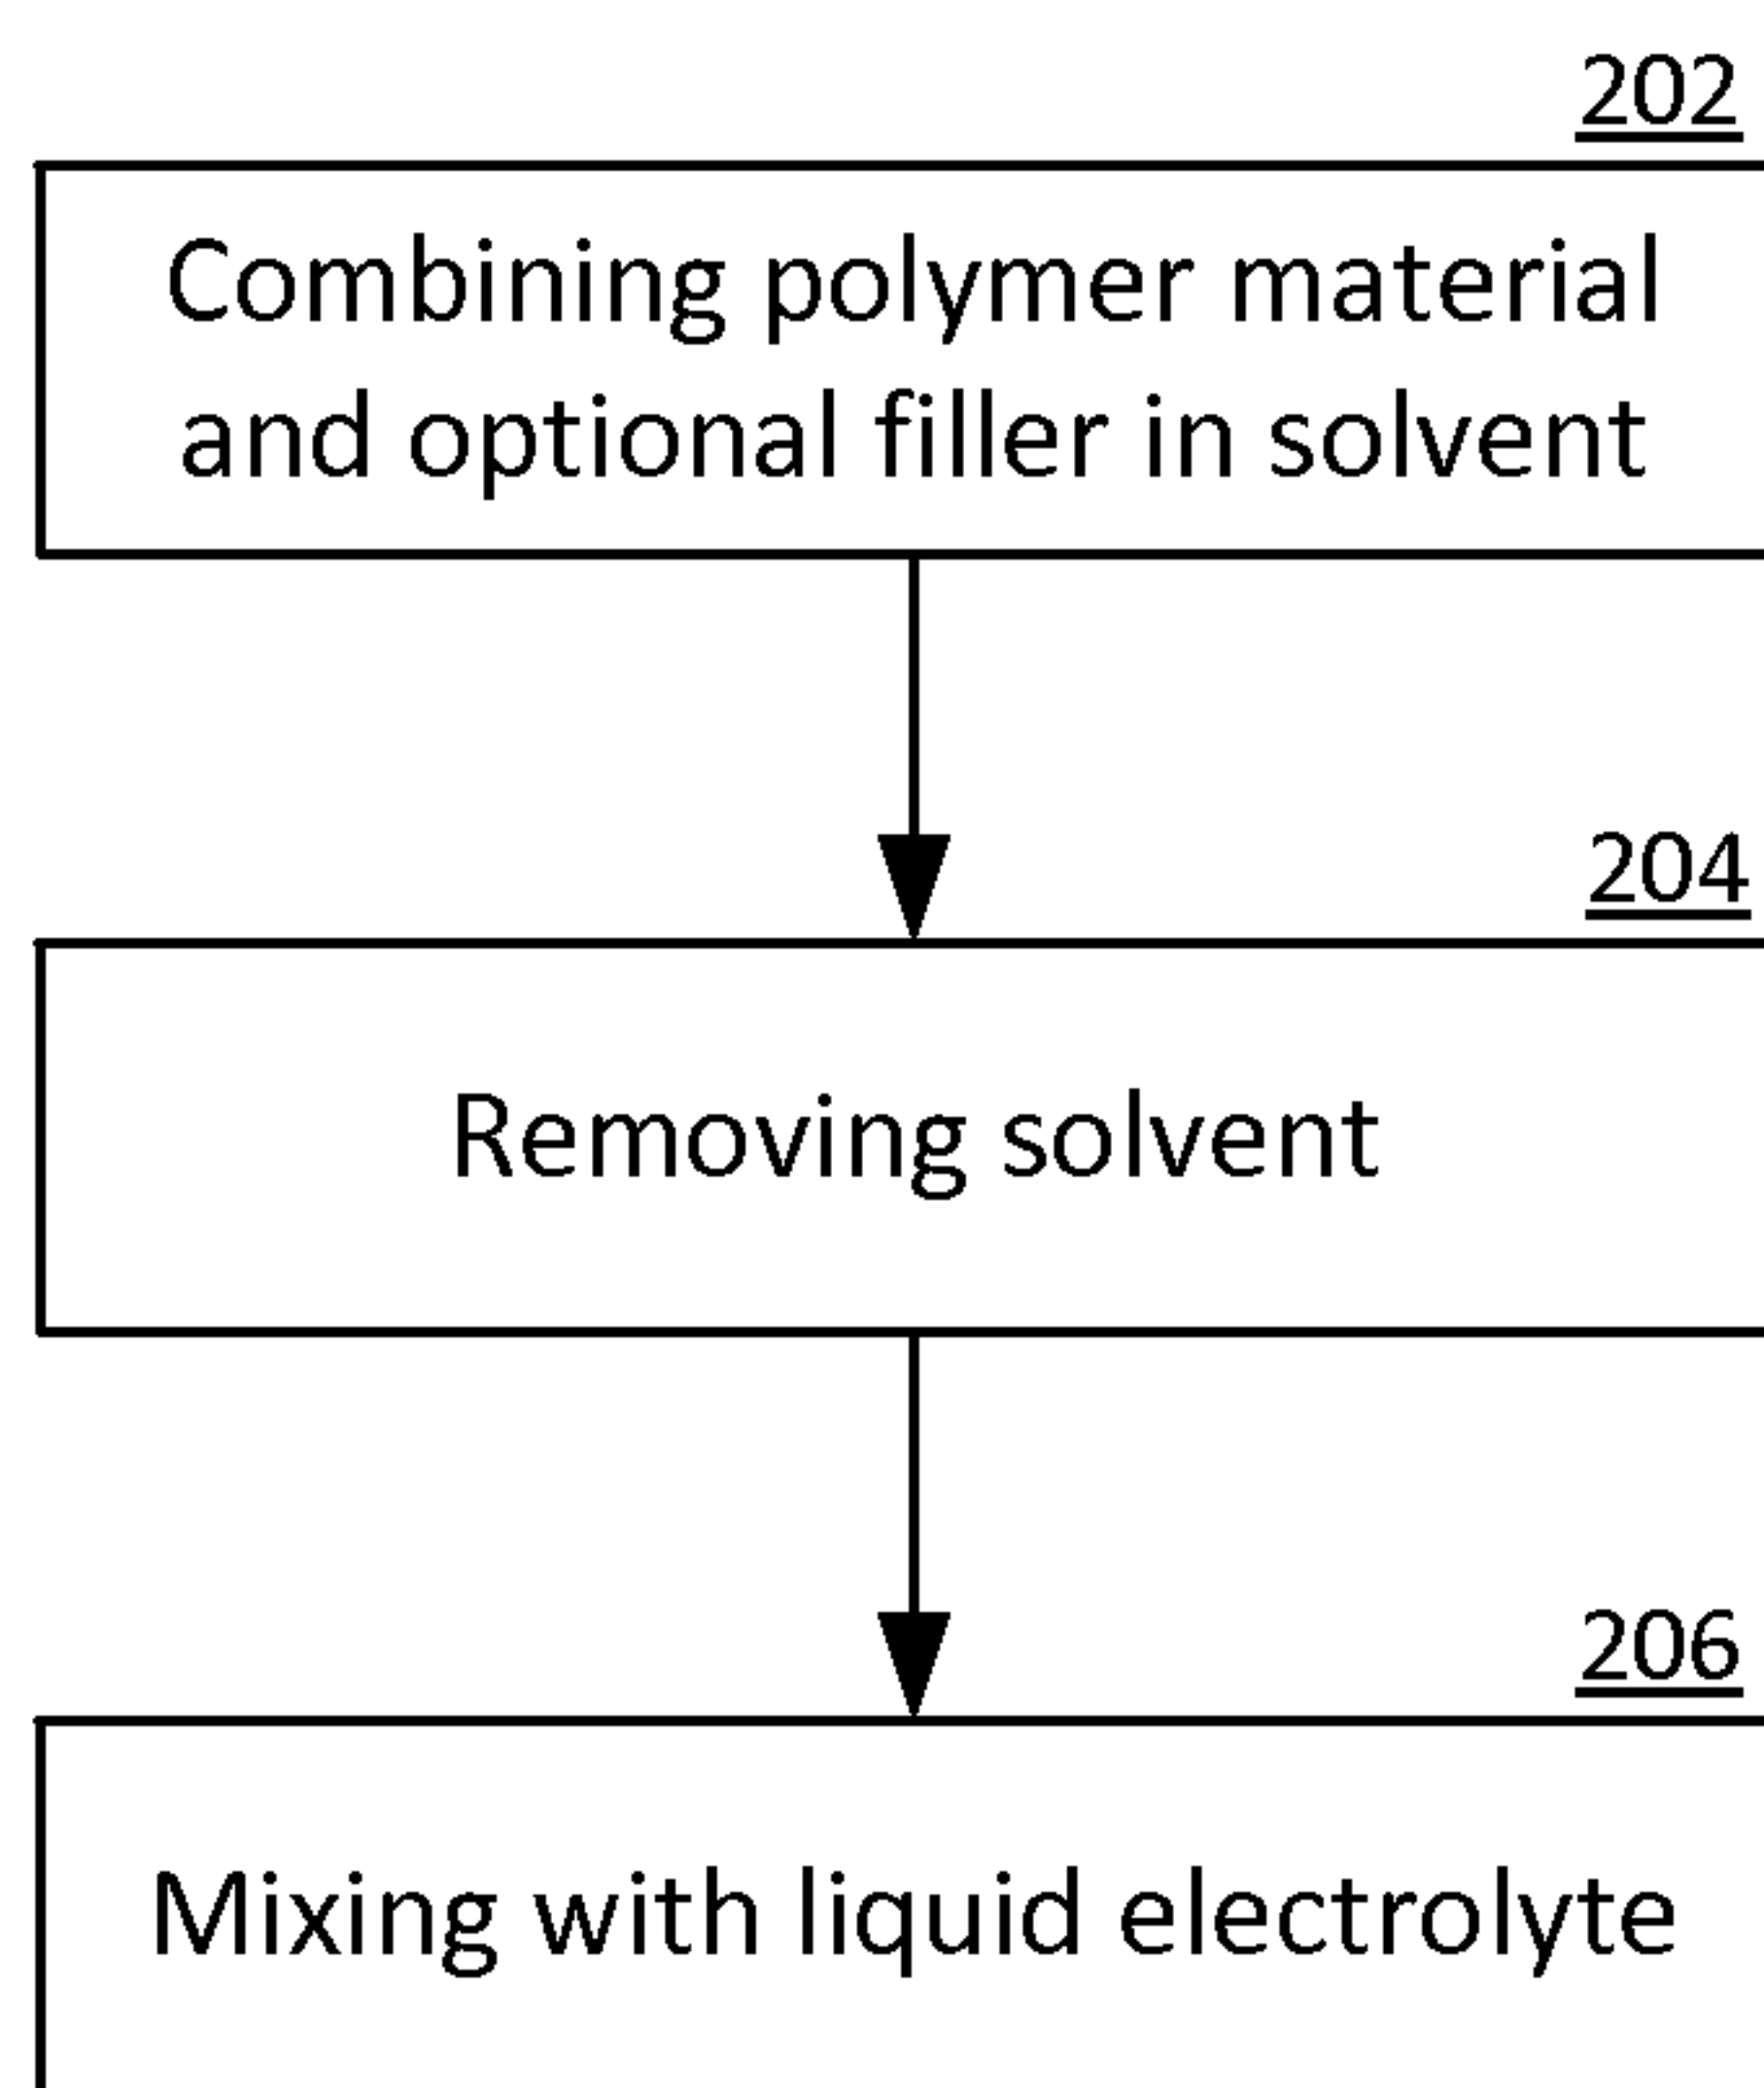 202
Combining polymer material
and optional filler in solvent
204
Removing solvent
206
Mixing with liquid electrolyte